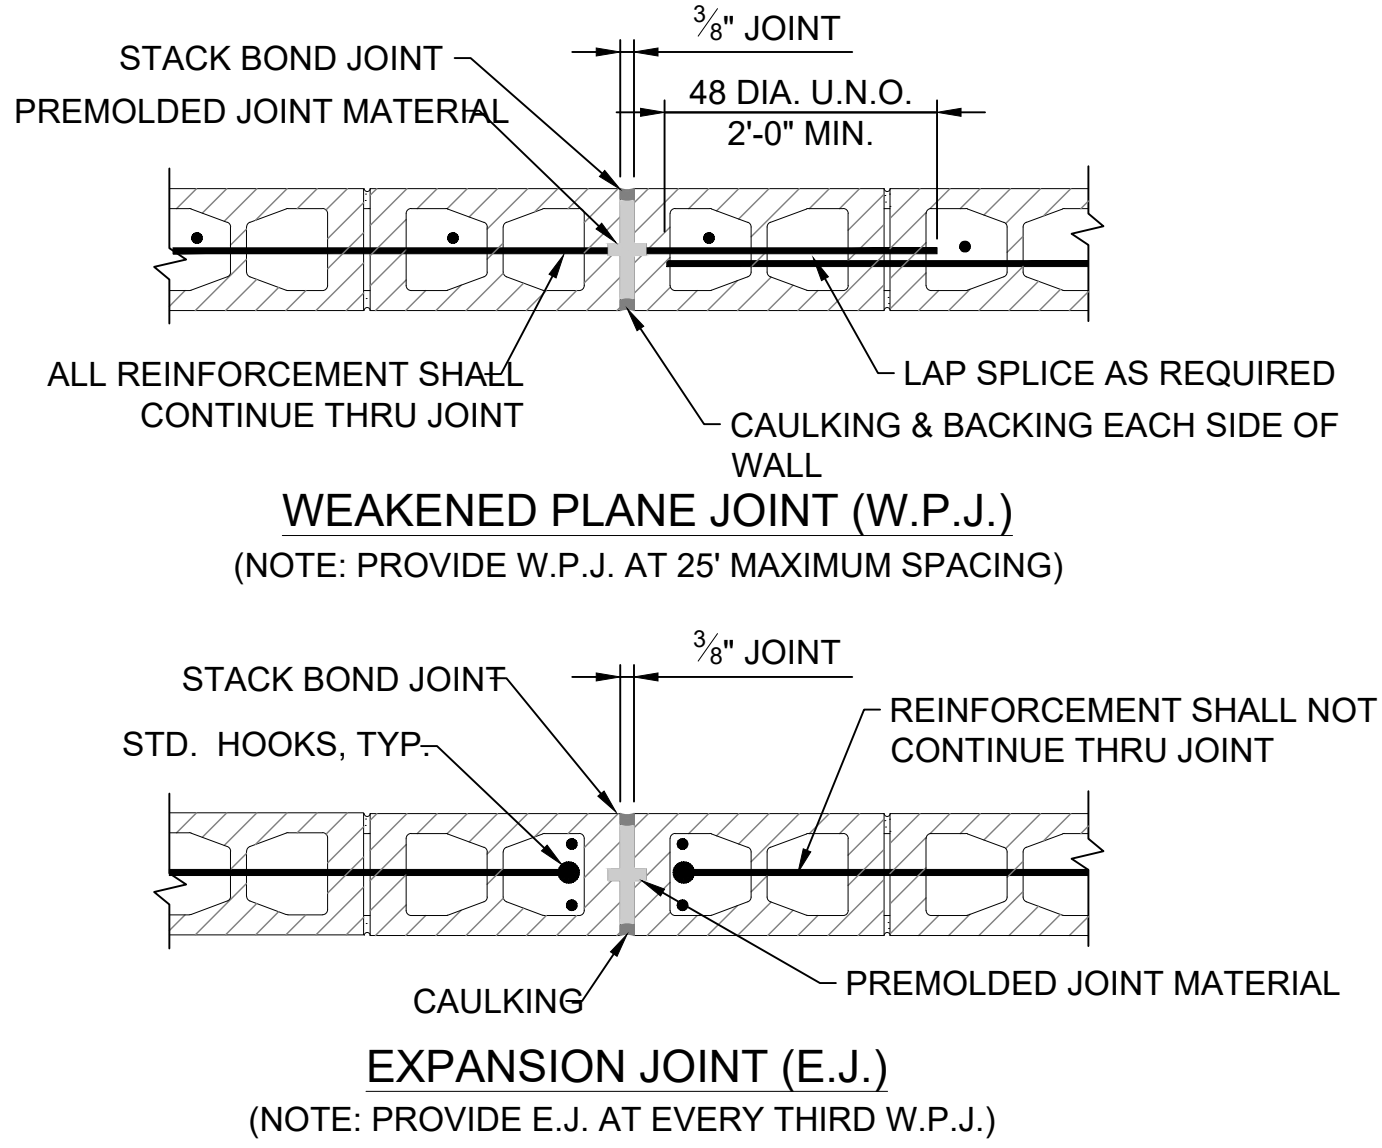 ⅜" JOINT
STACK BOND JOINT
PREMOLDED JOINT MATERIAL
48 DIA. U.N.O.
2'-0" MIN.
ALL REINFORCEMENT SHALL
CONTINUE THRU JOINT
LAP SPLICE AS REQUIRED
CAULKING & BACKING EACH SIDE OF
WALL
WEAKENED PLANE JOINT (W.P.J.)
(NOTE: PROVIDE W.P.J. AT 25' MAXIMUM SPACING)
⅜" JOINT
STACK BOND JOINT
STD. HOOKS, TYP.
REINFORCEMENT SHALL NOT
CONTINUE THRU JOINT
CAULKING
PREMOLDED JOINT MATERIAL
EXPANSION JOINT (E.J.)
(NOTE: PROVIDE E.J. AT EVERY THIRD W.P.J.)